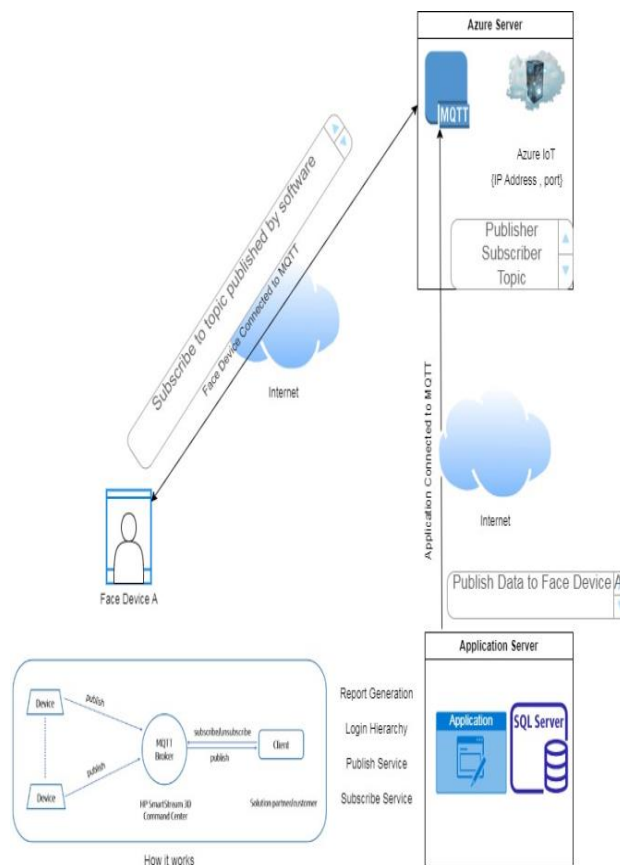 Azure Server
MQTT
Azure IoT
{IP Address , port}
Publisher
Subscriber
Topic
Subscribe to topic published by software
Face Device Connected to MQTT
Internet
Application Connected to MQTT
Internet
Face Device A
Publish Data to Face Device A
Application Server
Application
SQL Server
Report Generation
Login Hierarchy
Publish Service
Subscribe Service
Device
publish
MQTT
Broker
subscribe/unsubscribe
publish
Client
publish
Device
HP SmartStream 3D
Command Center
Solution partner/customer
How it works